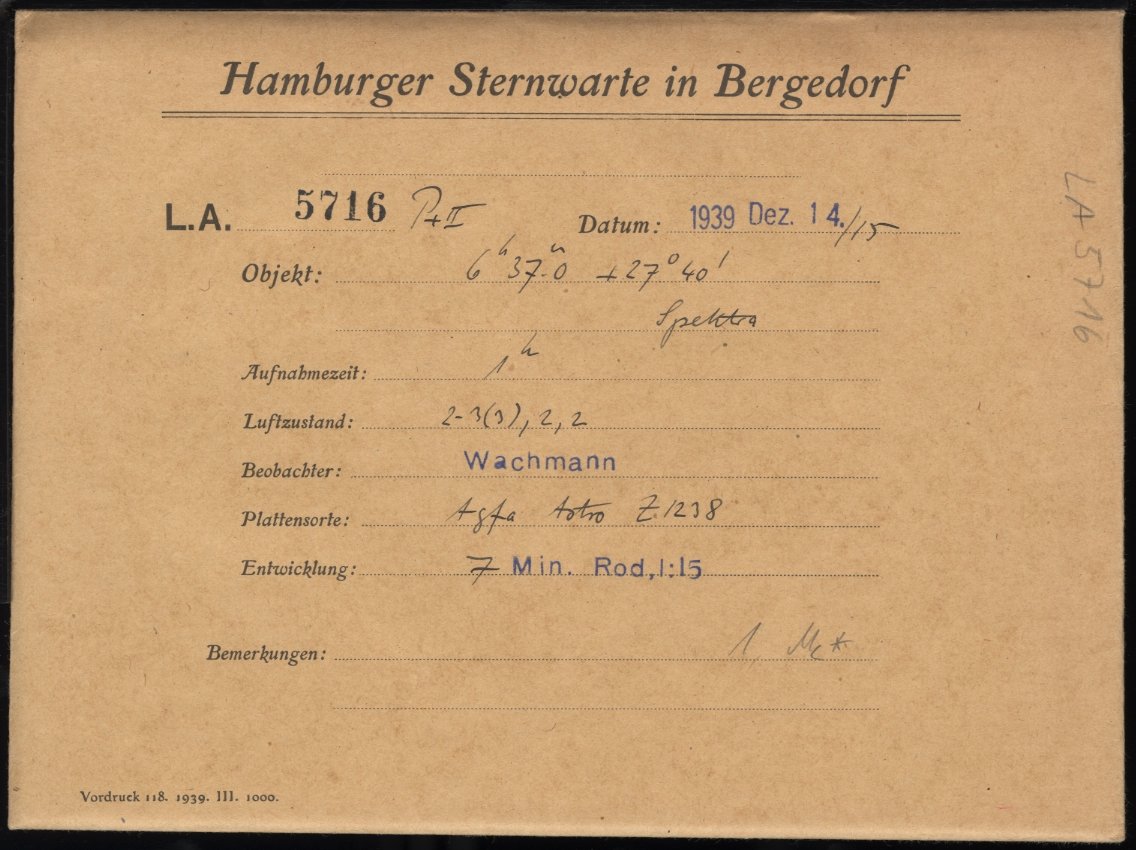 Hamburger Sternwarte in Bergedorf
L.A. 5716 P+II Datum: 1939 Dez. 14./15
Objekt: 6h 37.0 +27° 40'
Spektra
Aufnahmezeit: 1h
Luftzustand: 2-3(3), 2, 2
Beobachter: Wachmann
Plattensorte: Agfa Astro Z.1238
Entwicklung: 7 Min. Rod, 1:15
Bemerkungen: 1,
Vordruck 118. 1939. III. 1000.
LA 5716